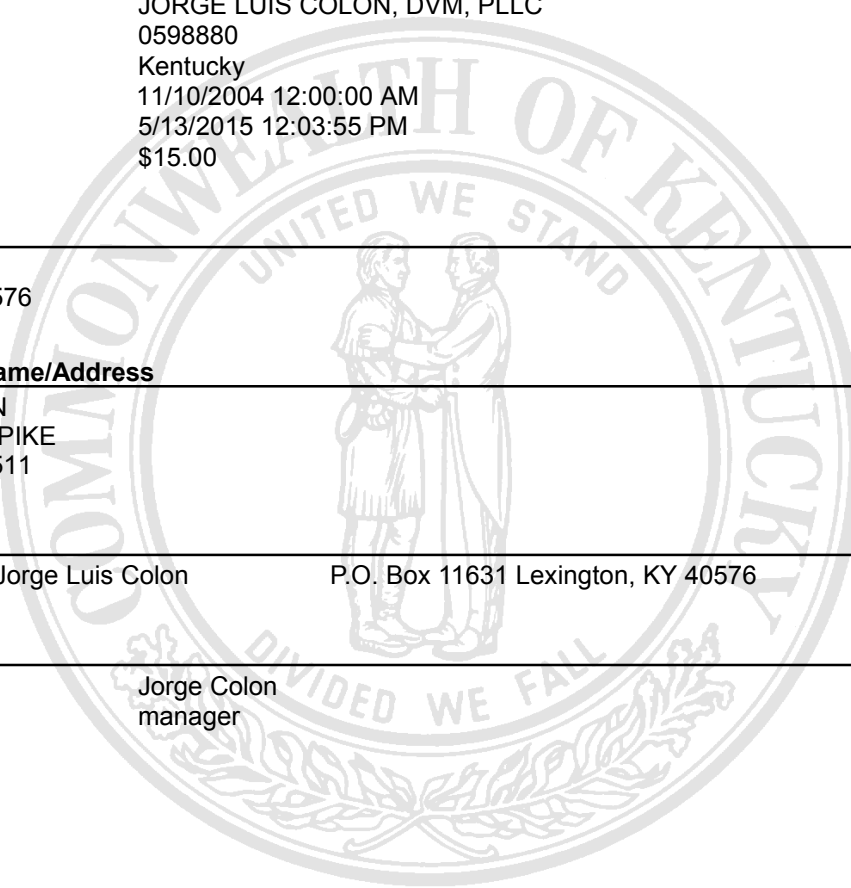 JORGE LUIS COLON, DVM, PLLC
0598880
Kentucky
11/10/2004 12:00:00 AM
5/13/2015 12:03:55 PM
$15.00
COMMONWEALTH OF KENTUCKY
UNITED WE STAND
576
ame/Address
N
PIKE
511
Jorge Luis Colon P.O. Box 11631 Lexington, KY 40576
DIVIDED WE FALL
Jorge Colon
manager